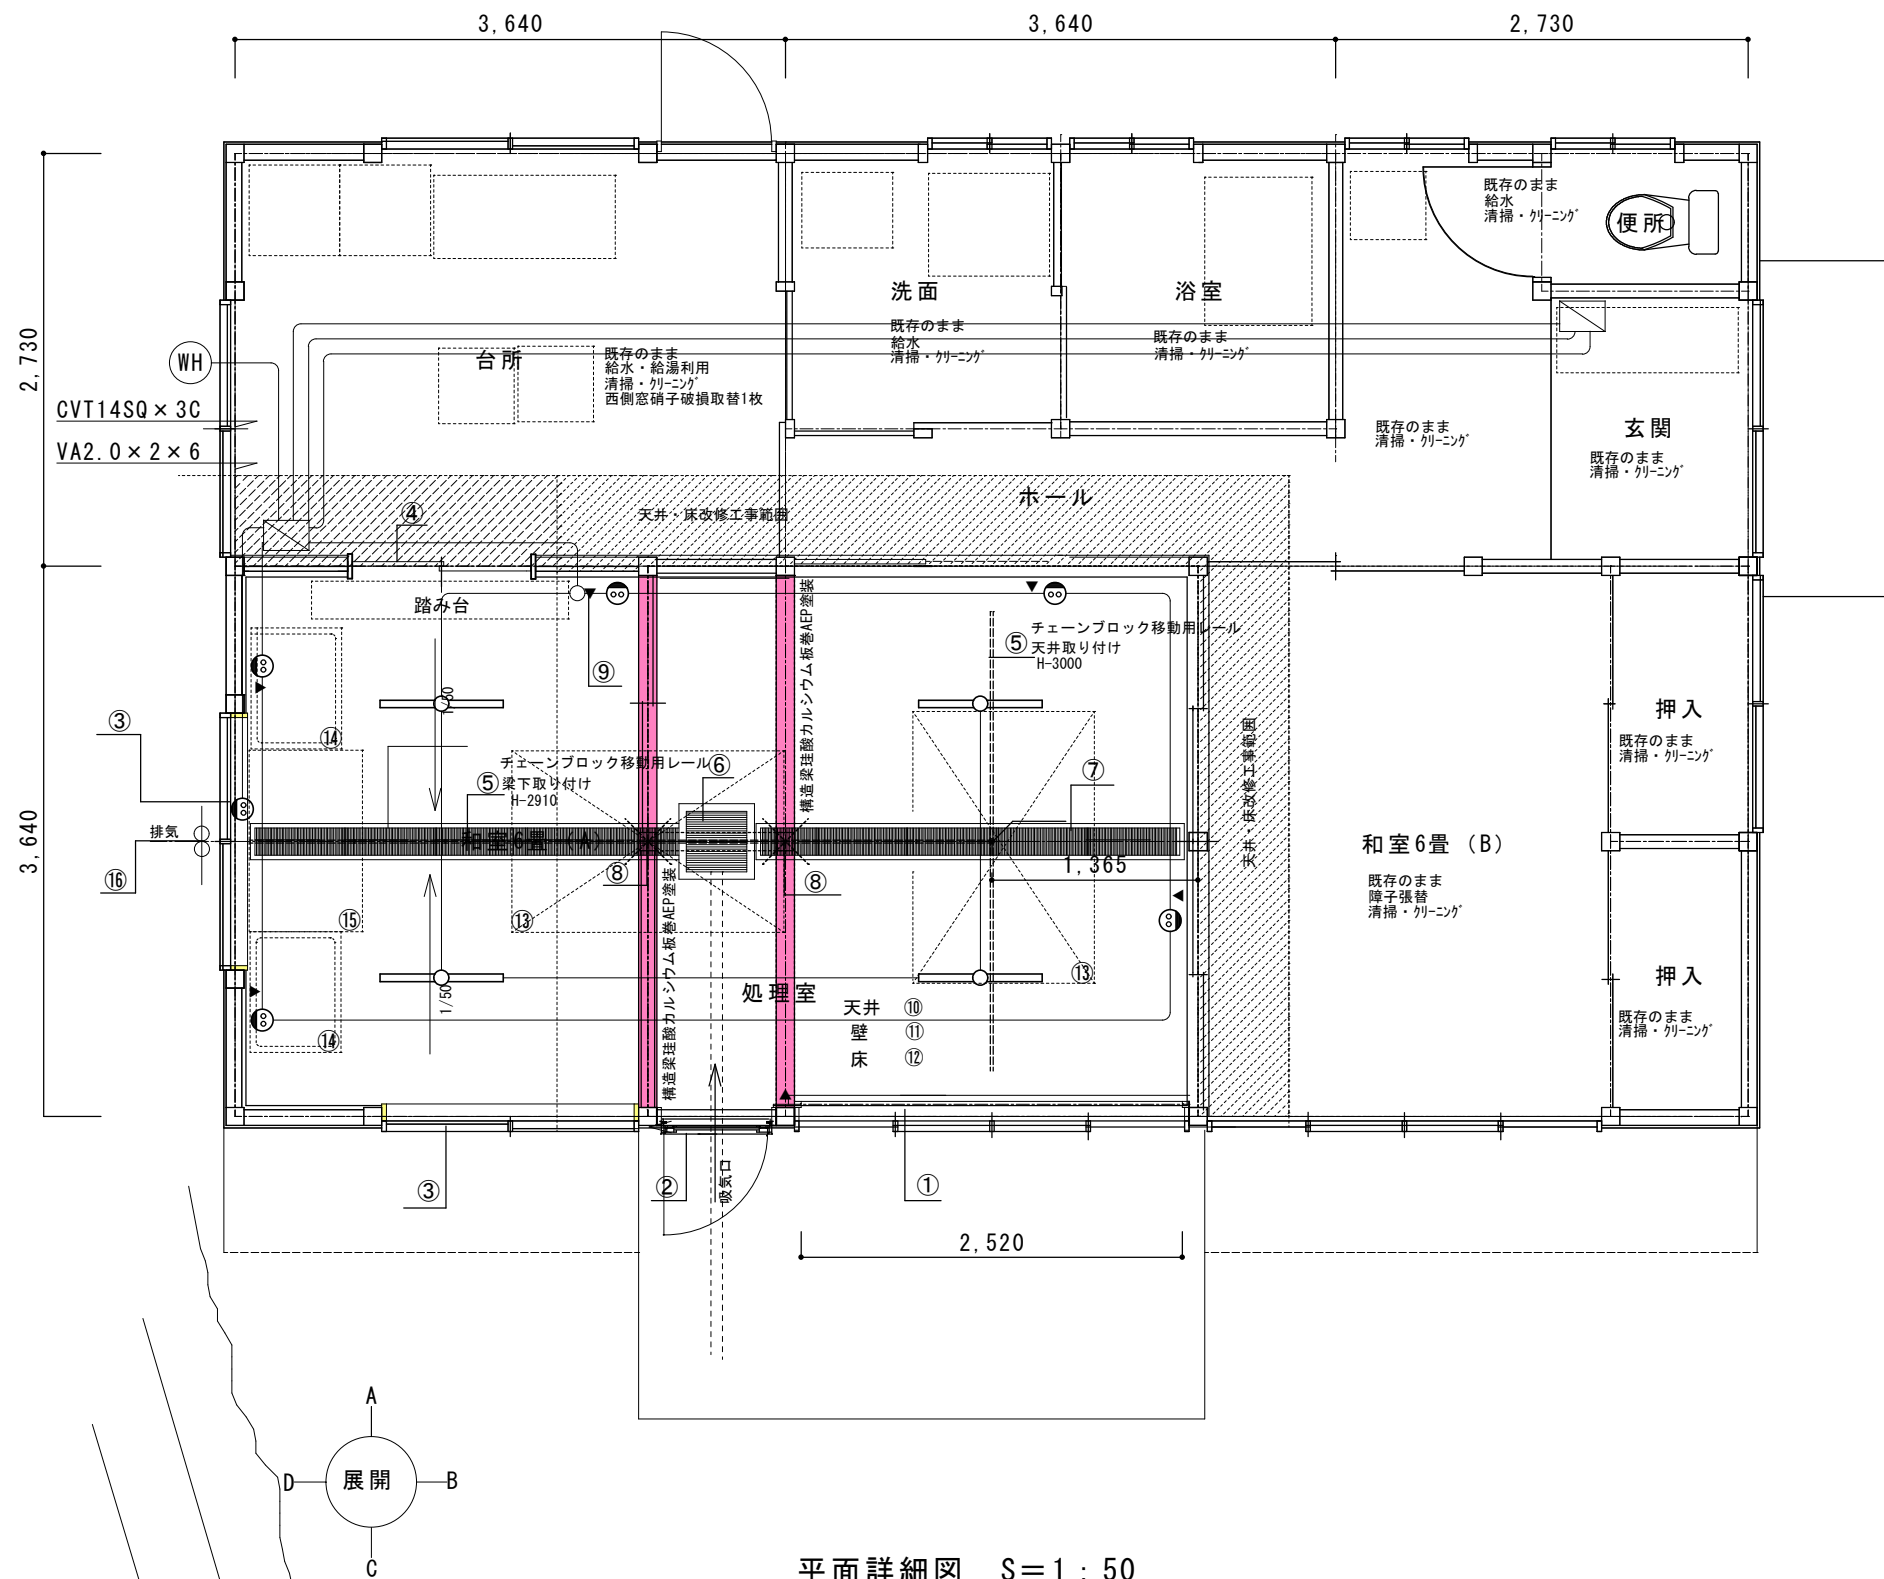 3,640
3,640
2,730
2,730
3,640
既存のまま
給水
清掃・ｸﾘｰﾆﾝｸﾞ
便所
洗面
既存のまま
給水
清掃・ｸﾘｰﾆﾝｸﾞ
浴室
既存のまま
清掃・ｸﾘｰﾆﾝｸﾞ
WH
台所
既存のまま
給水・給湯利用
清掃・ｸﾘｰﾆﾝｸﾞ
西側窓硝子破損取替1枚
CVT14SQ×3C
VA2.0×2×6
既存のまま
清掃・ｸﾘｰﾆﾝｸﾞ
玄関
既存のまま
清掃・ｸﾘｰﾆﾝｸﾞ
ホール
天井・床改修工事範囲
④
踏み台
⑨
構造梁珪酸カルシウム板巻AEP塗装
チェーンブロック移動用レール
⑤ 天井取り付け
H-3000
1/50
③
⑭
チェーンブロック移動用レール
⑤ 梁下取り付け
H-2910
⑥
⑦
天井・床改修工事範囲
押入
既存のまま
清掃・ｸﾘｰﾆﾝｸﾞ
排気
⑯
和室6畳（A）
⑧
⑧
1,365
和室6畳（B）
既存のまま
障子張替
清掃・ｸﾘｰﾆﾝｸﾞ
⑮
⑬
⑬
構造梁珪酸カルシウム板巻AEP塗装
1/50
⑭
処理室
天井 ⑩
壁 ⑪
床 ⑫
押入
既存のまま
清掃・ｸﾘｰﾆﾝｸﾞ
③
②
吸気口
①
2,520
A
D
展開
B
C
平面詳細図 S＝1：50